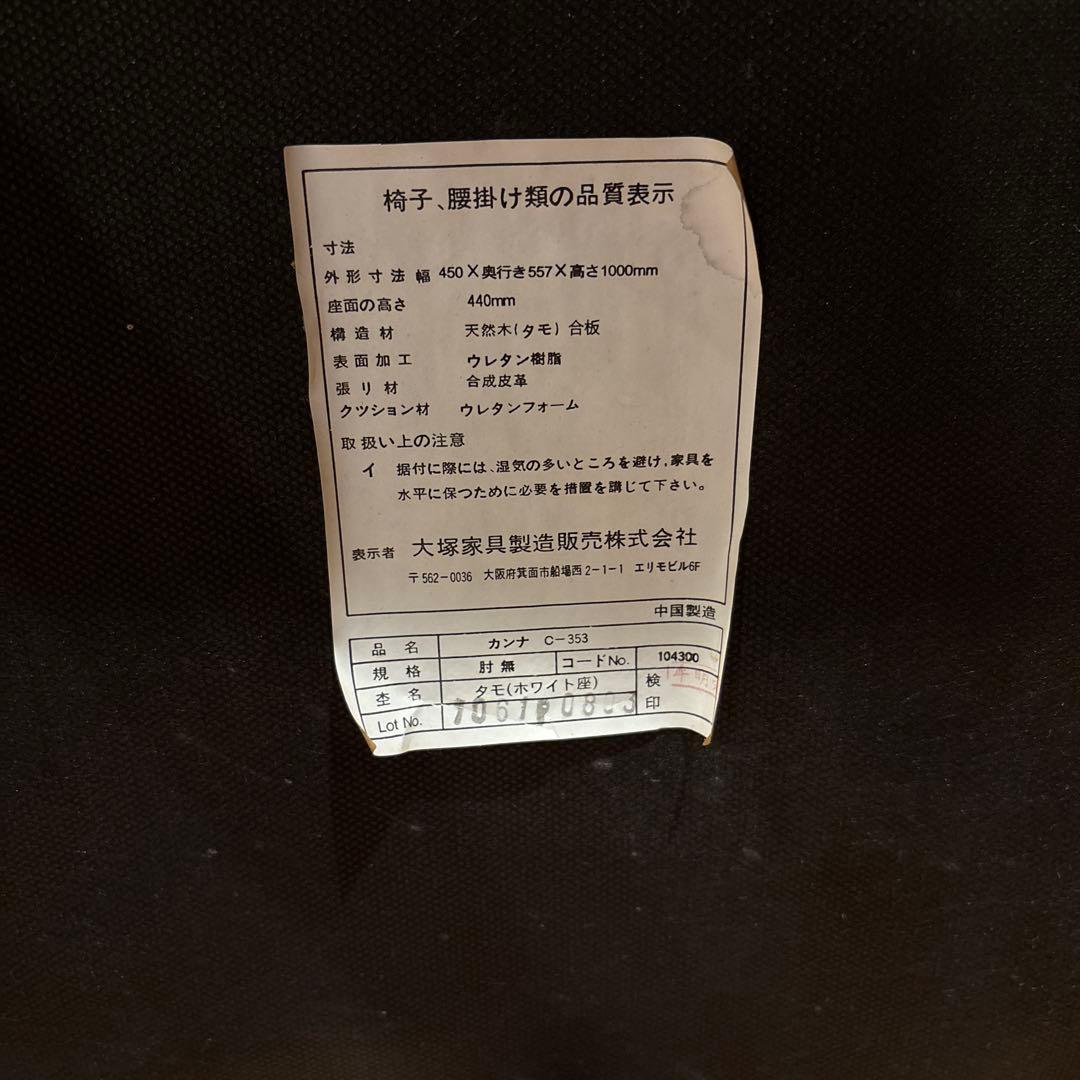 椅子、腰掛け類の品質表示
寸法
外形寸法 幅 450×奥行き557×高さ1000mm
座面の高さ 440mm
構造材 天然木(タモ)合板
表面加工 ウレタン樹脂
張り材 合成皮革
クツション材 ウレタンフォーム
取扱い上の注意
イ 据付に際には、湿気の多いところを避け,家具を
水平に保つために必要を措置を講じて下さい。
表示者 大塚家具製造販売株式会社
〒562-0036 大阪府箕面市船場西2-1-1 エリモビル6F
中国製造
品名 カンナ C-353
規格 肘無 コードNo. 104300
杢名 タモ(ホワイト座) 検印
Lot No.